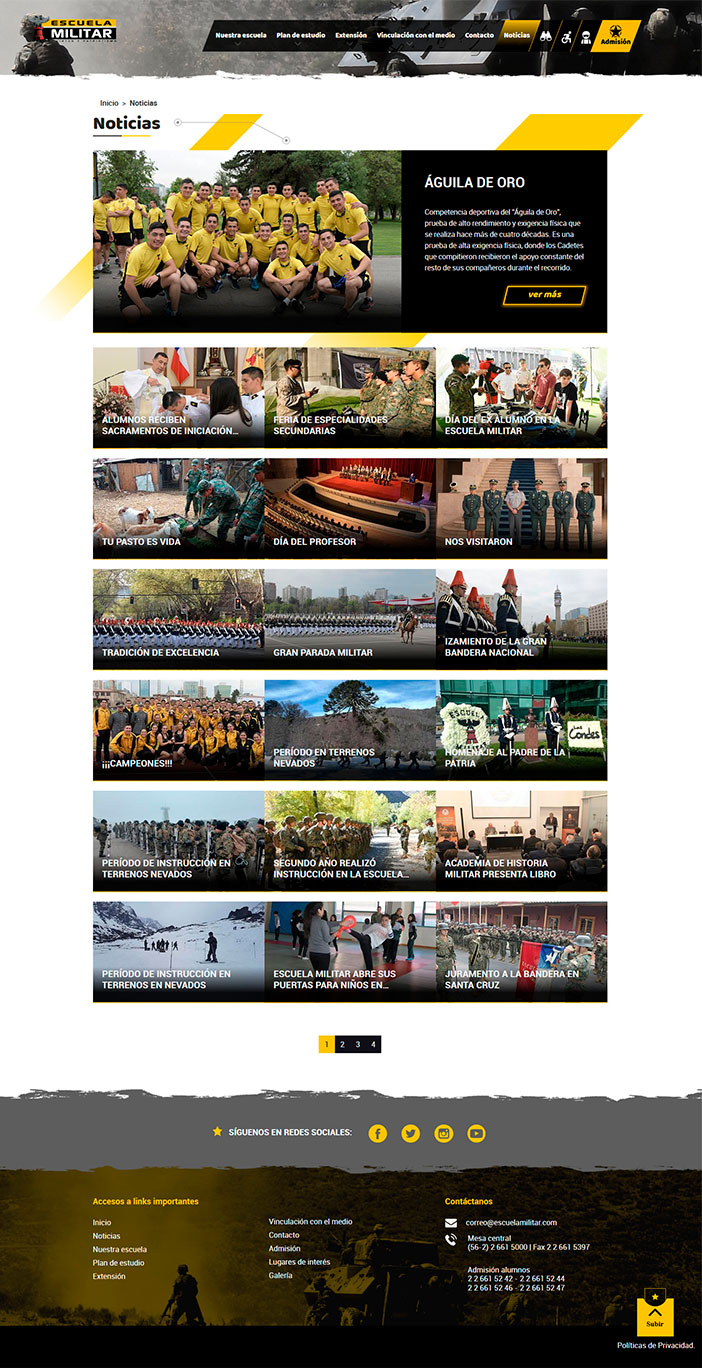 ESCUELA
MILITAR
Nuestra escuela
Plan de estudio
Extensión
Vinculación con el medio
Contacto
Noticias
Admisión
Inicio > Noticias
Noticias
ÁGUILA DE ORO
Competencia deportiva del "Águila de Oro",
prueba de alto rendimiento y exigencia física que
se realiza hace más de cuatro décadas. Es una
prueba de alta exigencia física, donde los Cadetes
que compitieron recibieron el apoyo constante del
resto de sus compañeros durante el recorrido.
ver más
ALUMNOS RECIBEN
SACRAMENTOS DE INICIACIÓN...
FERIA DE ESPECIALIDADES
SECUNDARIAS
DÍA DEL EX ALUMNO EN LA
ESCUELA MILITAR
TU PASTO ES VIDA
DÍA DEL PROFESOR
NOS VISITARON
TRADICIÓN DE EXCELENCIA
GRAN PARADA MILITAR
IZAMIENTO DE LA GRAN
BANDERA NACIONAL
¡¡¡CAMPEONES!!!
PERÍODO EN TERRENOS
NEVADOS
ESCUELA
Las
Condes
HOMENAJE AL PADRE DE LA
PATRIA
PERÍODO DE INSTRUCCIÓN EN
TERRENOS NEVADOS
SEGUNDO AÑO REALIZÓ
INSTRUCCIÓN EN LA ESCUELA...
ACADEMIA DE HISTORIA
MILITAR PRESENTA LIBRO
PERÍODO DE INSTRUCCIÓN EN
TERRENOS EN NEVADOS
ESCUELA MILITAR ABRE SUS
PUERTAS PARA NIÑOS EN...
JURAMENTO A LA BANDERA EN
SANTA CRUZ
1 2 3 4
SÍGUENOS EN REDES SOCIALES:
Accesos a links importantes
Inicio
Noticias
Nuestra escuela
Plan de estudio
Extensión
Vinculación con el medio
Contacto
Admisión
Lugares de interés
Galería
Contáctanos
correo@escuelamilitar.com
Mesa central
(56-2) 2 661 5000 | Fax 2 2 661 5397
Admisión alumnos
2 2 661 52 42 - 2 2 661 52 44
2 2 661 52 46 - 2 2 661 52 47
Subir
Políticas de Privacidad.